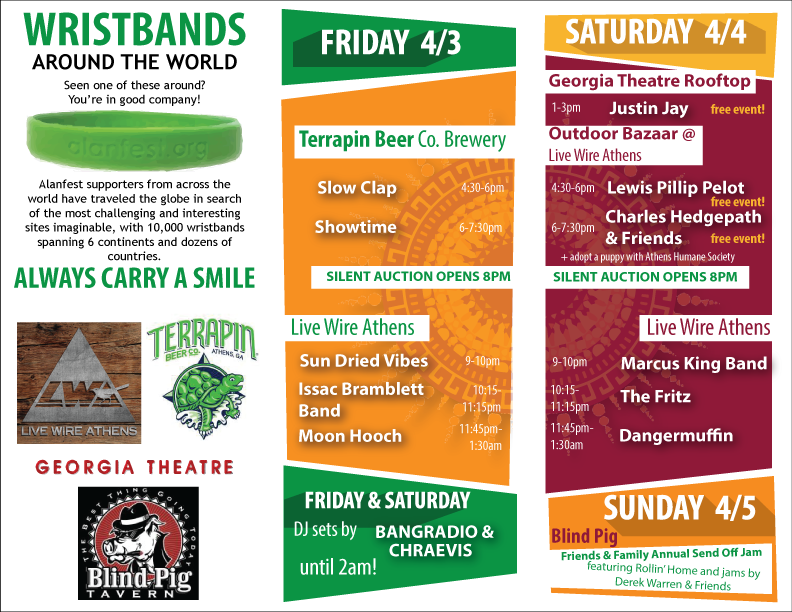 WRISTBANDS
AROUND THE WORLD
Seen one of these around?
You're in good company!
alanfest.org
Alanfest supporters from across the
world have traveled the globe in search
of the most challenging and interesting
sites imaginable, with 10,000 wristbands
spanning 6 continents and dozens of
countries.
ALWAYS CARRY A SMILE
LWA
LIVE WIRE ATHENS
TERRAPIN
BEER CO. ATHENS, GA
GEORGIA THEATRE
THE BEST THING GOING TODAY
Blind Pig
TAVERN
FRIDAY 4/3
Terrapin Beer Co. Brewery
Slow Clap 4:30-6pm
Showtime 6-7:30pm
SILENT AUCTION OPENS 8PM
Live Wire Athens
Sun Dried Vibes 9-10pm
Issac Bramblett 10:15-
Band 11:15pm
Moon Hooch 11:45pm-
1:30am
FRIDAY & SATURDAY
DJ sets by BANGRADIO &
CHRAEVIS
until 2am!
SATURDAY 4/4
Georgia Theatre Rooftop
1-3pm Justin Jay free event!
Outdoor Bazaar @
Live Wire Athens
4:30-6pm Lewis Pillip Pelot
free event!
Charles Hedgepath
6-7:30pm & Friends free event!
+ adopt a puppy with Athens Humane Society
SILENT AUCTION OPENS 8PM
Live Wire Athens
9-10pm Marcus King Band
10:15- The Fritz
11:15pm
11:45pm- Dangermuffin
1:30am
SUNDAY 4/5
Blind Pig
Friends & Family Annual Send Off Jam
featuring Rollin' Home and jams by
Derek Warren & Friends